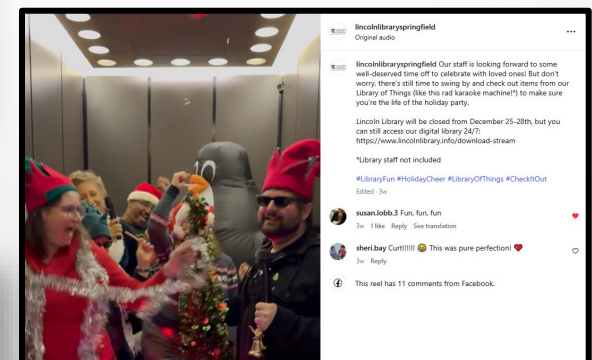 lincolnlibraryspringfield
Original audio
lincolnlibraryspringfield Our staff is looking forward to some
well-deserved time off to celebrate with loved ones! But don't
worry, there's still time to swing by and check out items from our
Library of Things (like this rad karaoke machine!*) to make sure
you're the life of the holiday party.
Lincoln Library will be closed from December 25-28th, but you
can still access our digital library 24/7:
https://www.lincolnlibrary.info/download-stream
*Library staff not included
#LibraryFun #HolidayCheer #LibraryOfThings #CheckItOut
Edited · 3w
susan.lobb.3 Fun, fun, fun
3w 1 like Reply See translation
sheri.bay Curt!!!!!! 😂 This was pure perfection! ❤️
3w Reply
This reel has 11 comments from Facebook.